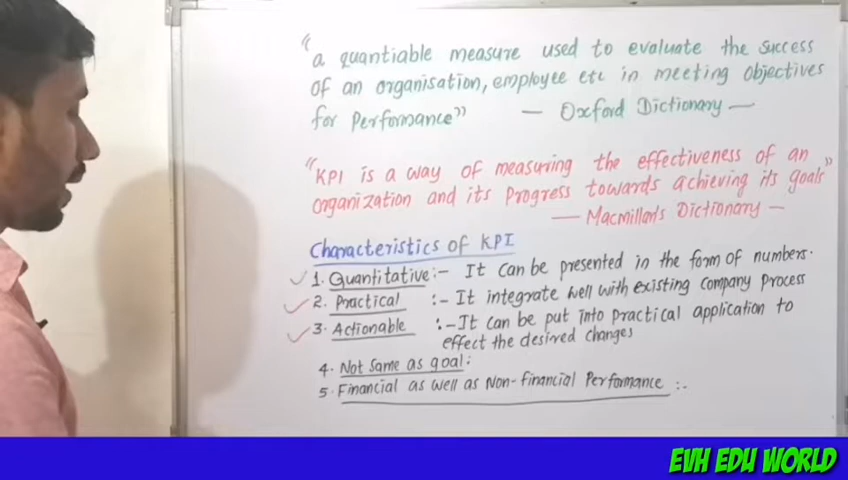 "a quantiable measure used to evaluate the success
of an organisation, employee etc in meeting objectives
for Performance" — Oxford Dictionary —
"KPI is a way of measuring the effectiveness of an
organization and its Progress towards achieving its goals"
— Macmillan's Dictionary —
Characteristics of KPI
1. Quantitative :- It can be presented in the form of numbers.
2. Practical :- It integrate well with existing company process
3. Actionable :- It can be put into practical application to
effect the desired changes
4. Not same as goal :
5. Financial as well as Non-financial Performance :-
EVH EDU WORLD